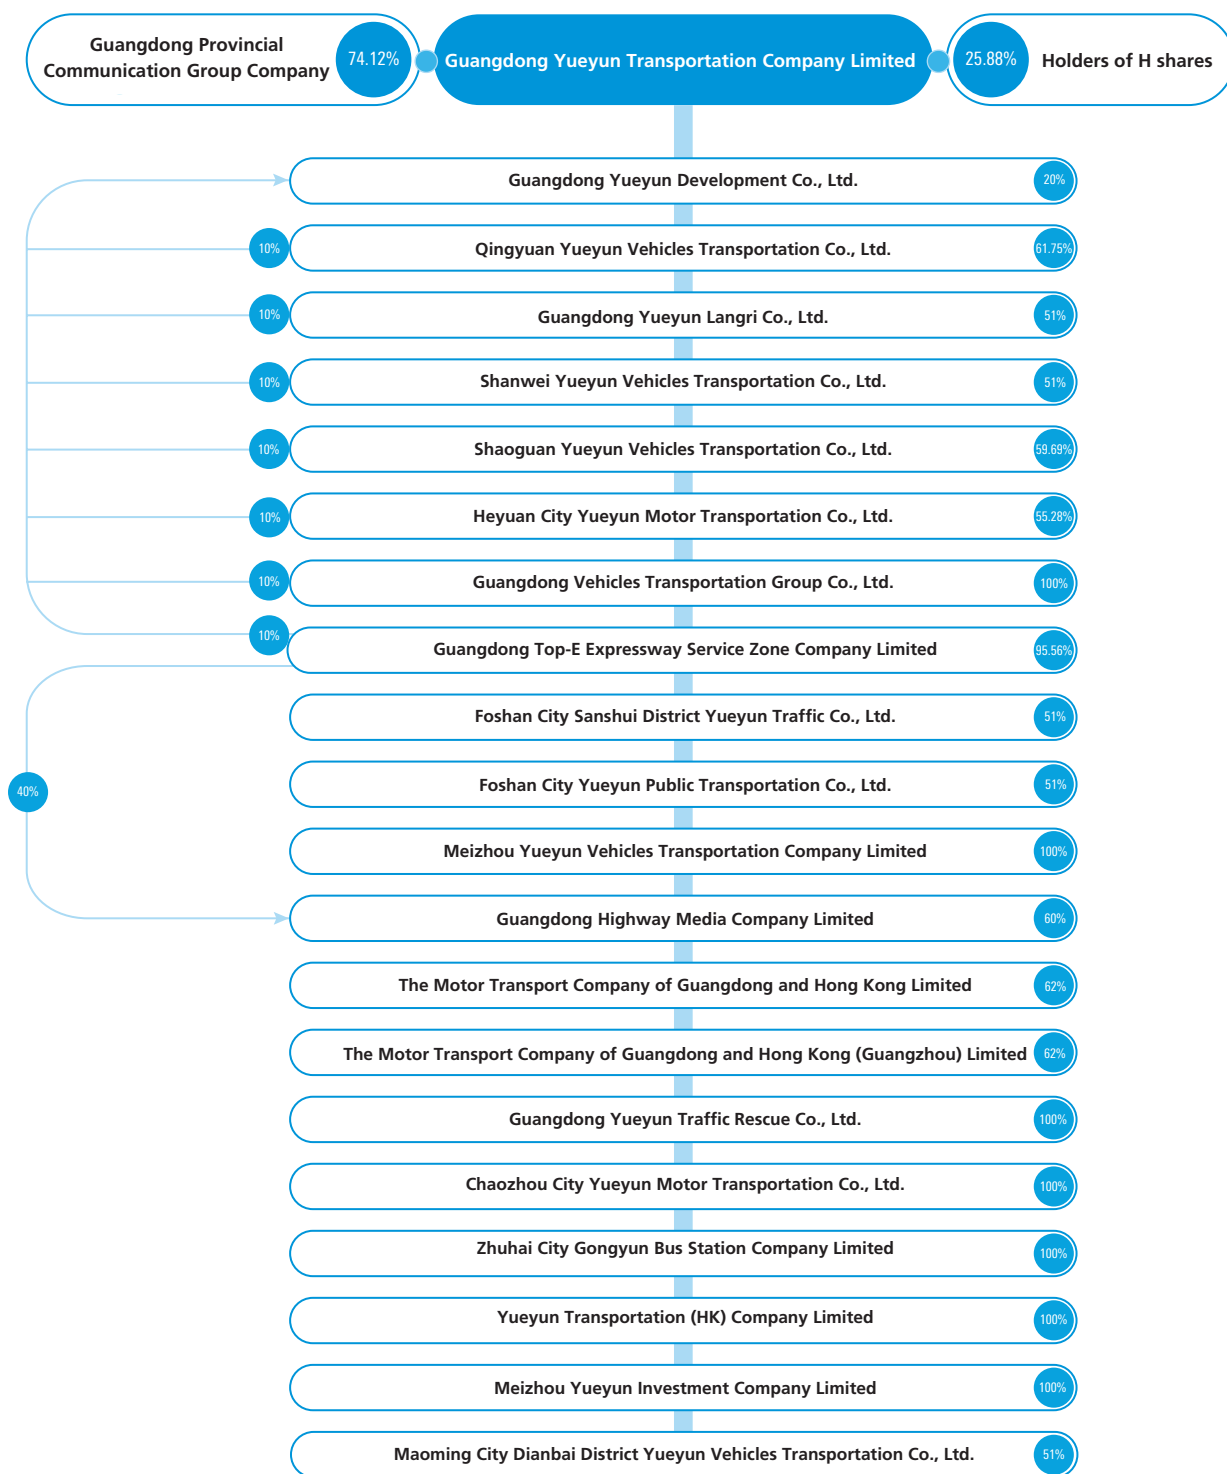 Guangdong Provincial
Communication Group Company
74.12%
Guangdong Yueyun Transportation Company Limited
25.88%
Holders of H shares
Guangdong Yueyun Development Co., Ltd.
20%
10%
Qingyuan Yueyun Vehicles Transportation Co., Ltd.
61.75%
10%
Guangdong Yueyun Langri Co., Ltd.
51%
10%
Shanwei Yueyun Vehicles Transportation Co., Ltd.
51%
10%
Shaoguan Yueyun Vehicles Transportation Co., Ltd.
59.69%
10%
Heyuan City Yueyun Motor Transportation Co., Ltd.
55.28%
10%
Guangdong Vehicles Transportation Group Co., Ltd.
100%
10%
Guangdong Top-E Expressway Service Zone Company Limited
95.56%
Foshan City Sanshui District Yueyun Traffic Co., Ltd.
51%
40%
Foshan City Yueyun Public Transportation Co., Ltd.
51%
Meizhou Yueyun Vehicles Transportation Company Limited
100%
Guangdong Highway Media Company Limited
60%
The Motor Transport Company of Guangdong and Hong Kong Limited
62%
The Motor Transport Company of Guangdong and Hong Kong (Guangzhou) Limited
62%
Guangdong Yueyun Traffic Rescue Co., Ltd.
100%
Chaozhou City Yueyun Motor Transportation Co., Ltd.
100%
Zhuhai City Gongyun Bus Station Company Limited
100%
Yueyun Transportation (HK) Company Limited
100%
Meizhou Yueyun Investment Company Limited
100%
Maoming City Dianbai District Yueyun Vehicles Transportation Co., Ltd.
51%